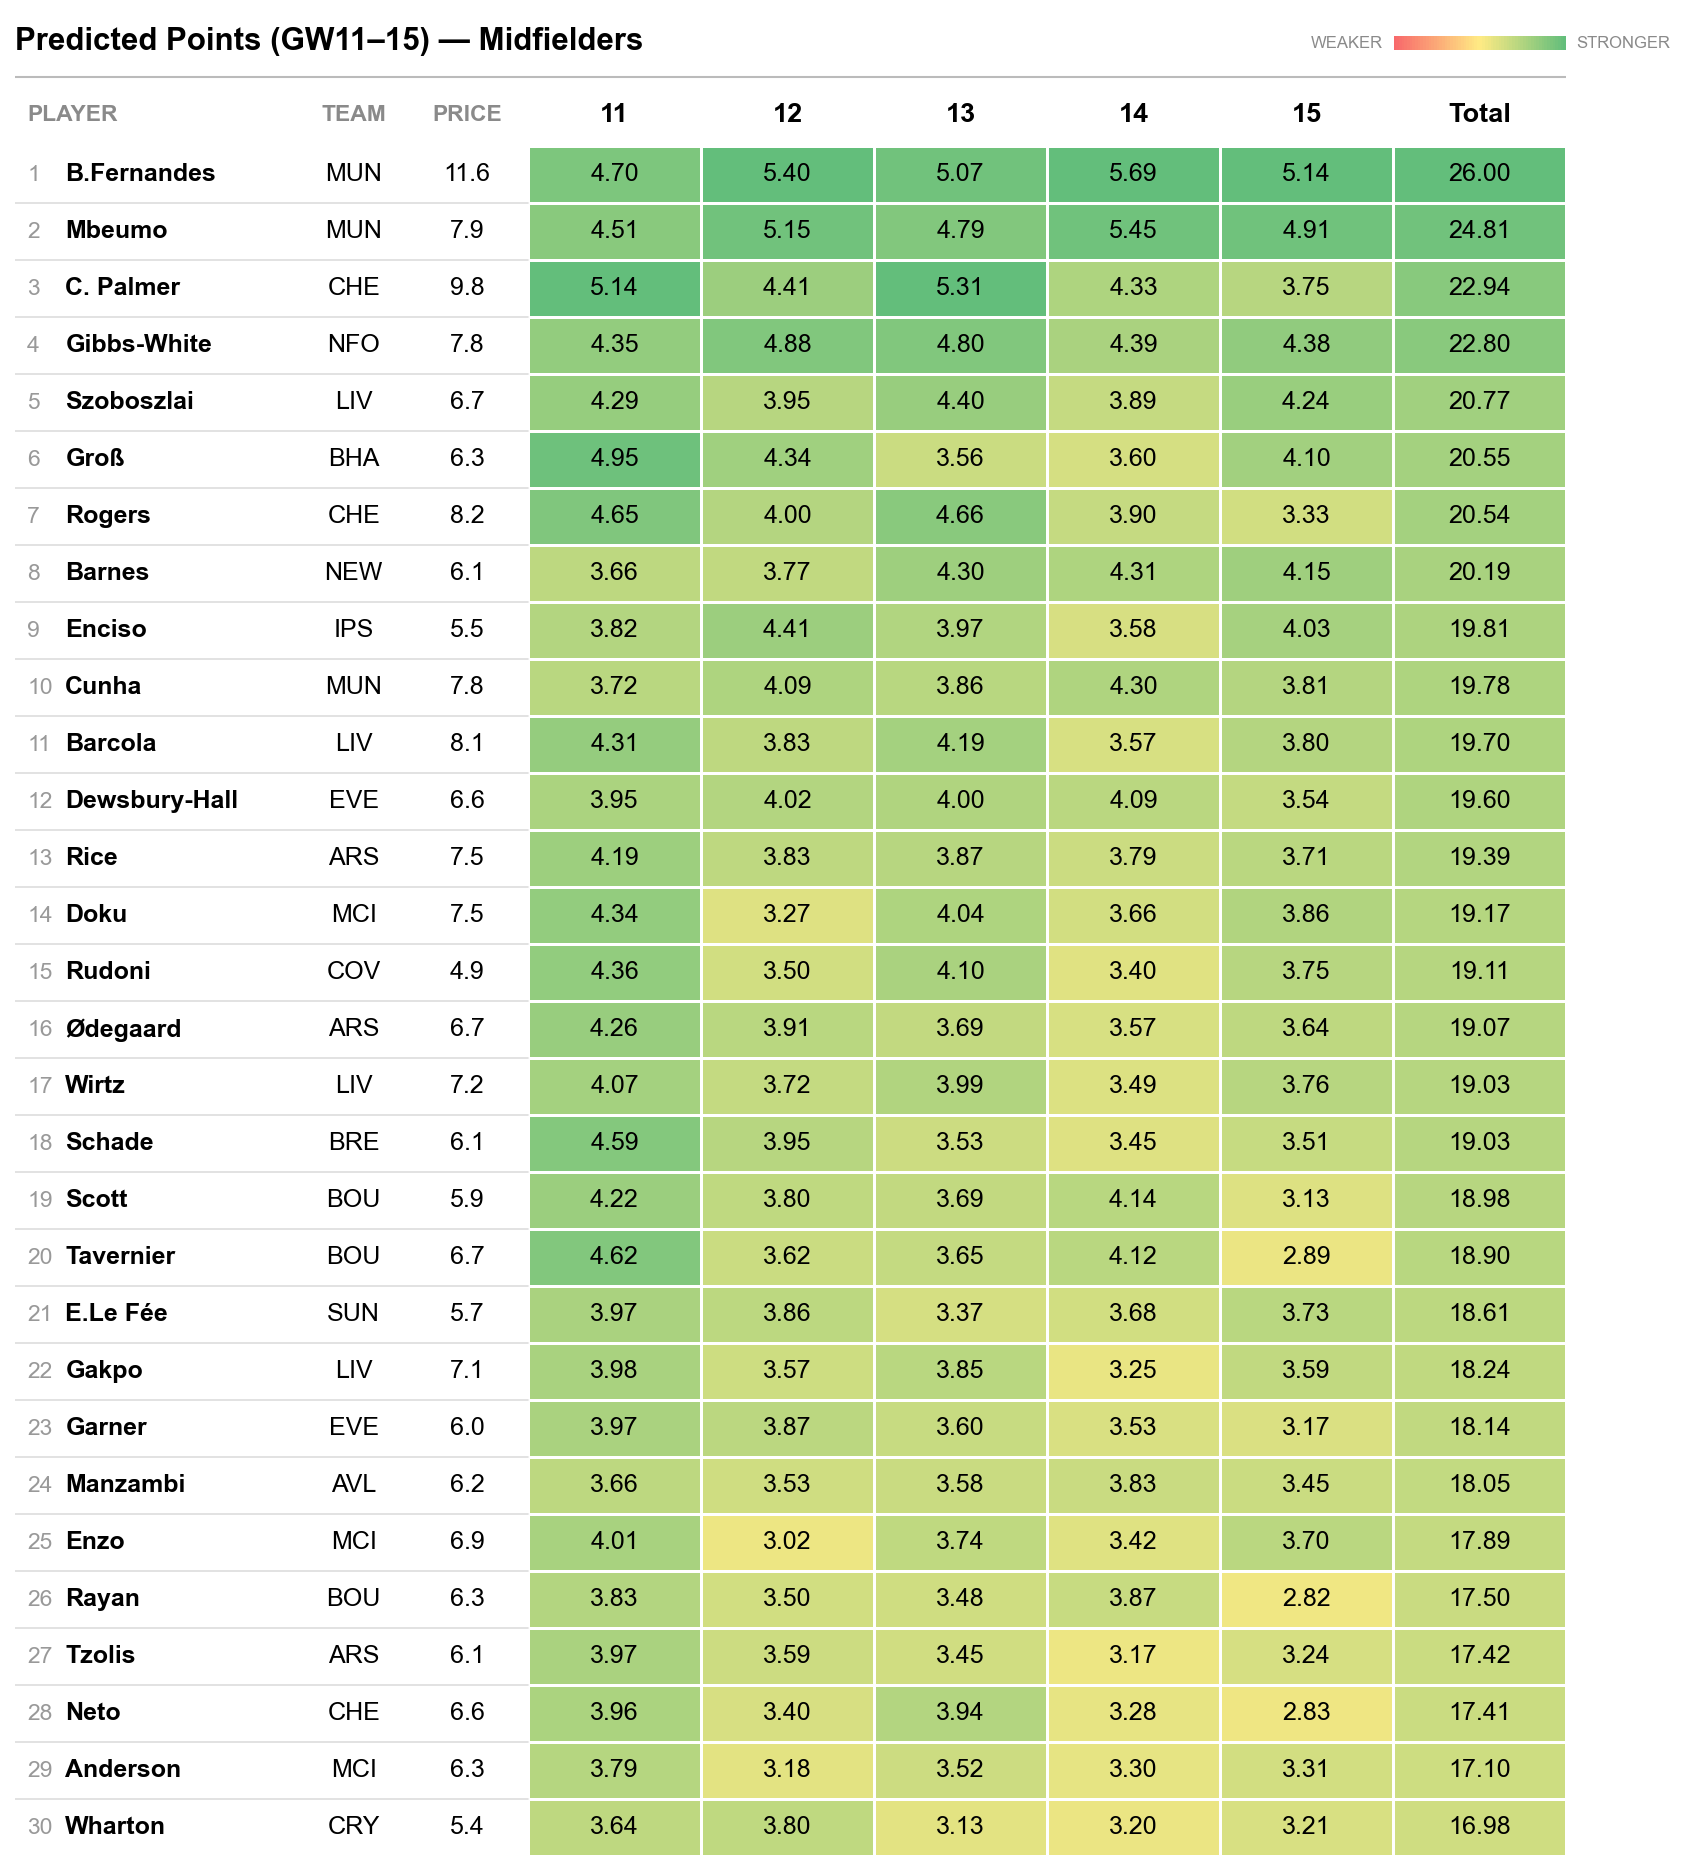 Predicted Points (GW11–15) — Midfielders
WEAKER STRONGER
PLAYER TEAM PRICE 11 12 13 14 15 Total
1 B.Fernandes MUN 11.6 4.70 5.40 5.07 5.69 5.14 26.00
2 Mbeumo MUN 7.9 4.51 5.15 4.79 5.45 4.91 24.81
3 C. Palmer CHE 9.8 5.14 4.41 5.31 4.33 3.75 22.94
4 Gibbs-White NFO 7.8 4.35 4.88 4.80 4.39 4.38 22.80
5 Szoboszlai LIV 6.7 4.29 3.95 4.40 3.89 4.24 20.77
6 Groß BHA 6.3 4.95 4.34 3.56 3.60 4.10 20.55
7 Rogers CHE 8.2 4.65 4.00 4.66 3.90 3.33 20.54
8 Barnes NEW 6.1 3.66 3.77 4.30 4.31 4.15 20.19
9 Enciso IPS 5.5 3.82 4.41 3.97 3.58 4.03 19.81
10 Cunha MUN 7.8 3.72 4.09 3.86 4.30 3.81 19.78
11 Barcola LIV 8.1 4.31 3.83 4.19 3.57 3.80 19.70
12 Dewsbury-Hall EVE 6.6 3.95 4.02 4.00 4.09 3.54 19.60
13 Rice ARS 7.5 4.19 3.83 3.87 3.79 3.71 19.39
14 Doku MCI 7.5 4.34 3.27 4.04 3.66 3.86 19.17
15 Rudoni COV 4.9 4.36 3.50 4.10 3.40 3.75 19.11
16 Ødegaard ARS 6.7 4.26 3.91 3.69 3.57 3.64 19.07
17 Wirtz LIV 7.2 4.07 3.72 3.99 3.49 3.76 19.03
18 Schade BRE 6.1 4.59 3.95 3.53 3.45 3.51 19.03
19 Scott BOU 5.9 4.22 3.80 3.69 4.14 3.13 18.98
20 Tavernier BOU 6.7 4.62 3.62 3.65 4.12 2.89 18.90
21 E.Le Fée SUN 5.7 3.97 3.86 3.37 3.68 3.73 18.61
22 Gakpo LIV 7.1 3.98 3.57 3.85 3.25 3.59 18.24
23 Garner EVE 6.0 3.97 3.87 3.60 3.53 3.17 18.14
24 Manzambi AVL 6.2 3.66 3.53 3.58 3.83 3.45 18.05
25 Enzo MCI 6.9 4.01 3.02 3.74 3.42 3.70 17.89
26 Rayan BOU 6.3 3.83 3.50 3.48 3.87 2.82 17.50
27 Tzolis ARS 6.1 3.97 3.59 3.45 3.17 3.24 17.42
28 Neto CHE 6.6 3.96 3.40 3.94 3.28 2.83 17.41
29 Anderson MCI 6.3 3.79 3.18 3.52 3.30 3.31 17.10
30 Wharton CRY 5.4 3.64 3.80 3.13 3.20 3.21 16.98